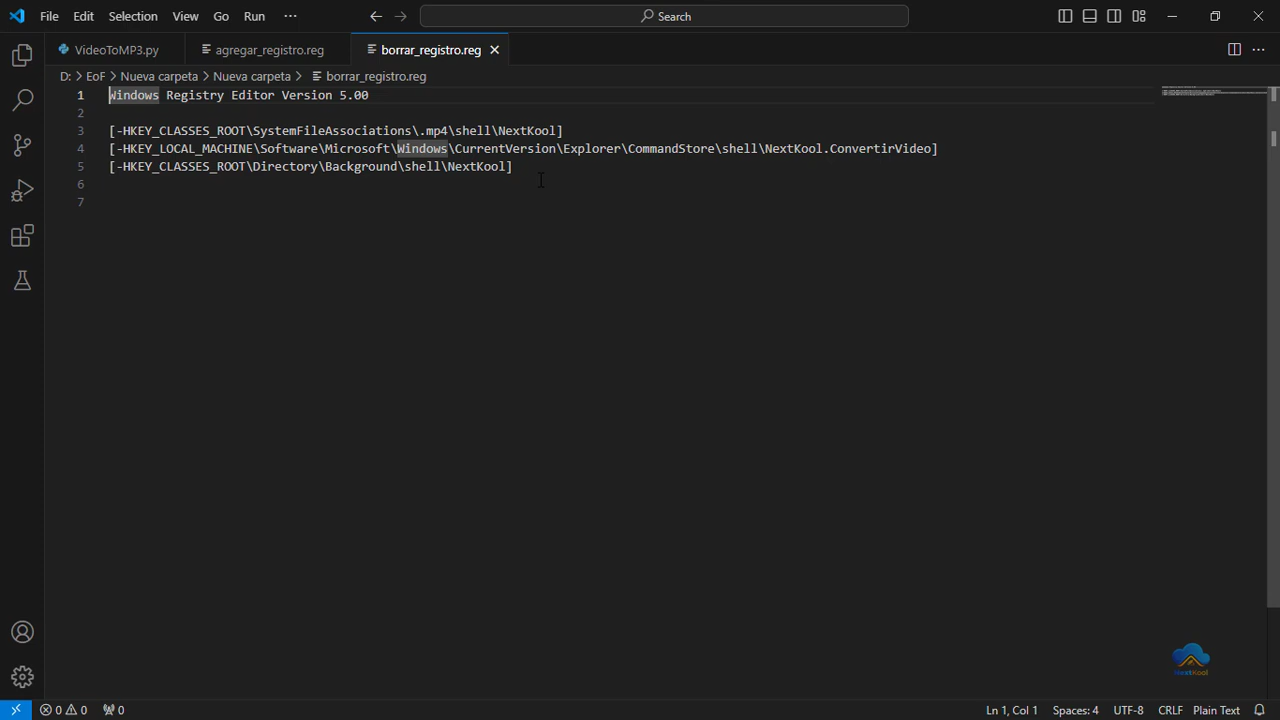 File Edit Selection View Go Run ··· Search
VideoToMP3.py agregar_registro.reg borrar_registro.reg
D: > EoF > Nueva carpeta > Nueva carpeta > borrar_registro.reg
1 Windows Registry Editor Version 5.00
2
3 [-HKEY_CLASSES_ROOT\SystemFileAssociations\.mp4\shell\NextKool]
4 [-HKEY_LOCAL_MACHINE\Software\Microsoft\Windows\CurrentVersion\Explorer\CommandStore\shell\NextKool.ConvertirVideo]
5 [-HKEY_CLASSES_ROOT\Directory\Background\shell\NextKool]
6
7
NextKool
0 0 0 Ln 1, Col 1 Spaces: 4 UTF-8 CRLF Plain Text